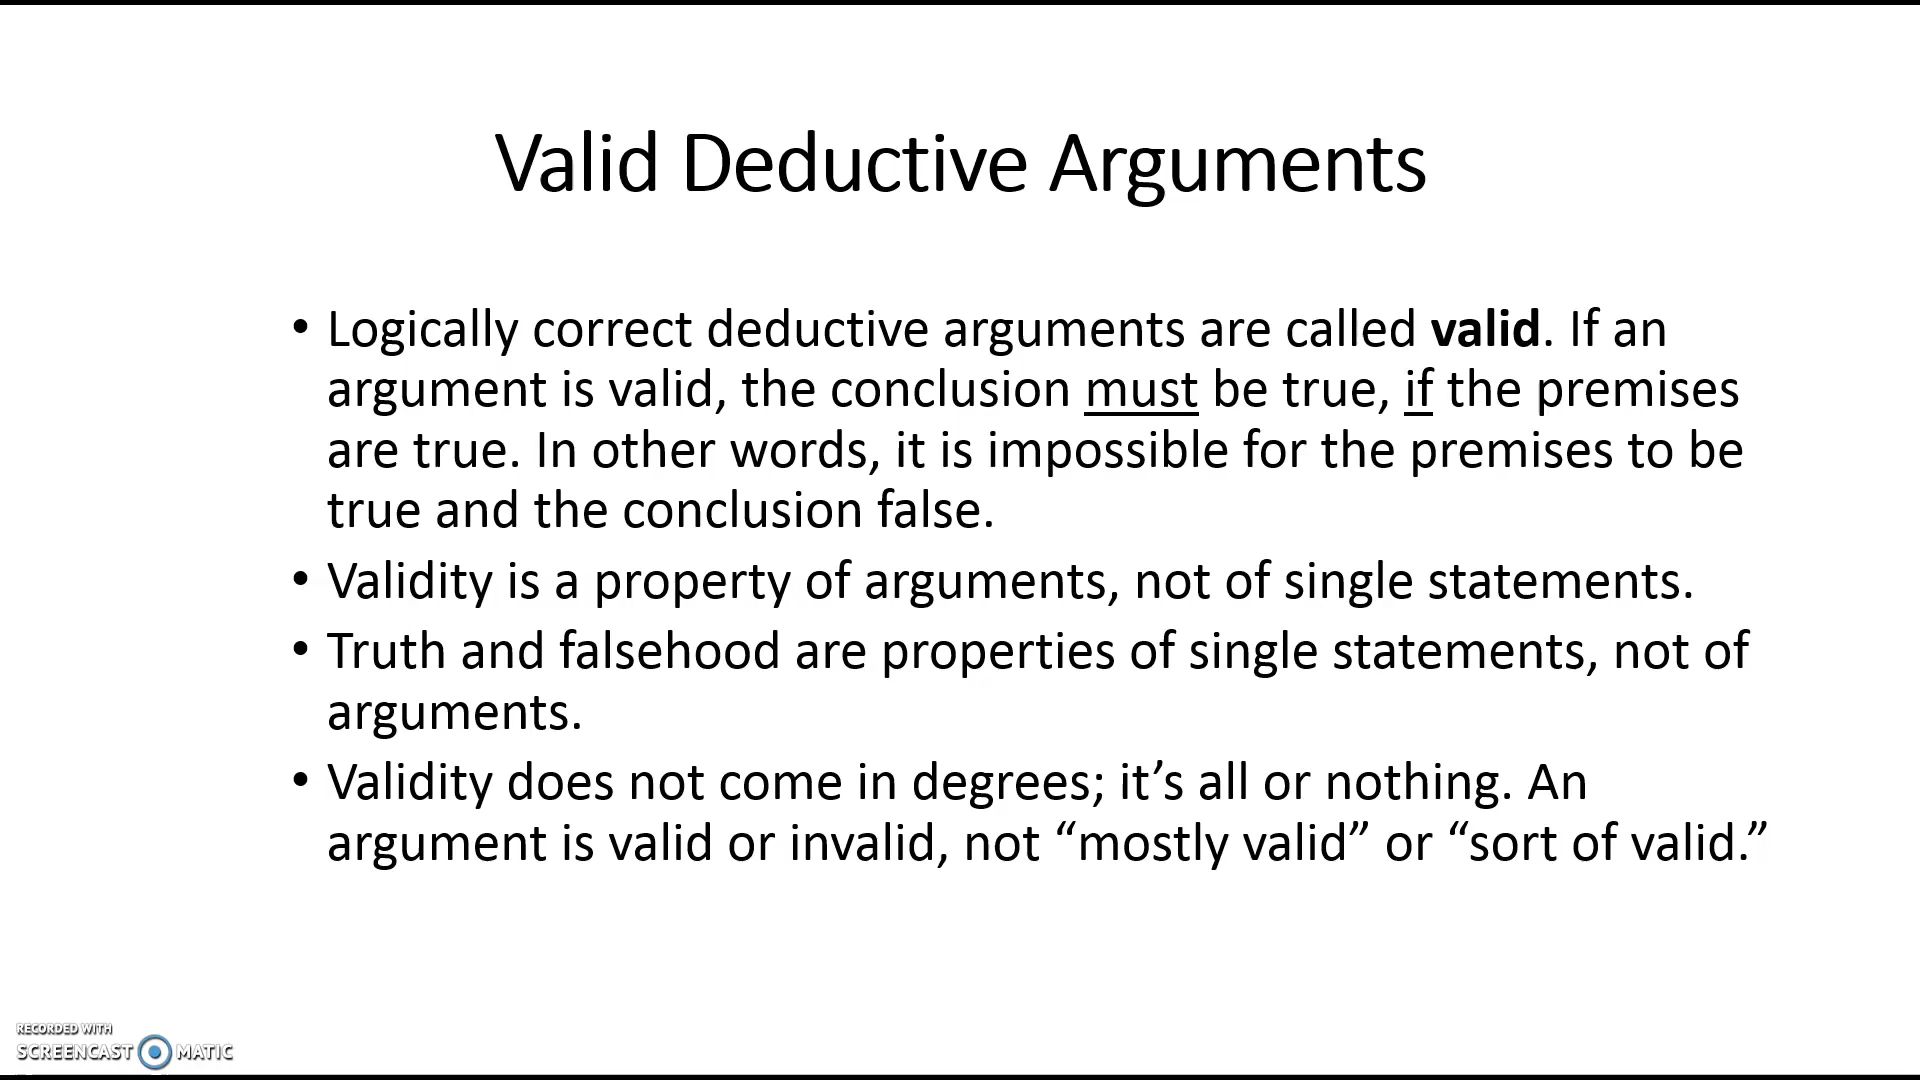 Valid Deductive Arguments
• Logically correct deductive arguments are called valid. If an
argument is valid, the conclusion must be true, if the premises
are true. In other words, it is impossible for the premises to be
true and the conclusion false.
• Validity is a property of arguments, not of single statements.
• Truth and falsehood are properties of single statements, not of
arguments.
• Validity does not come in degrees; it’s all or nothing. An
argument is valid or invalid, not “mostly valid” or “sort of valid.”
RECORDED WITH
SCREENCAST MATIC